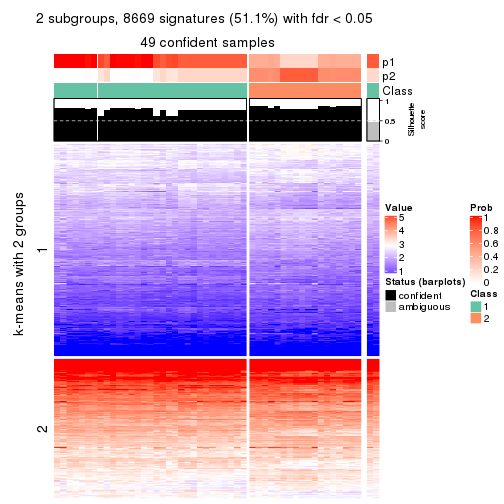 2 subgroups, 8669 signatures (51.1%) with fdr < 0.05
49 confident samples
p1
p2
Class
1
0.5
0
Silhouette
score
k-means with 2 groups
1
2
Value
5
4
3
2
1
Status (barplots)
confident
ambiguous
Prob
1
0.8
0.6
0.4
0.2
0
Class
1
2